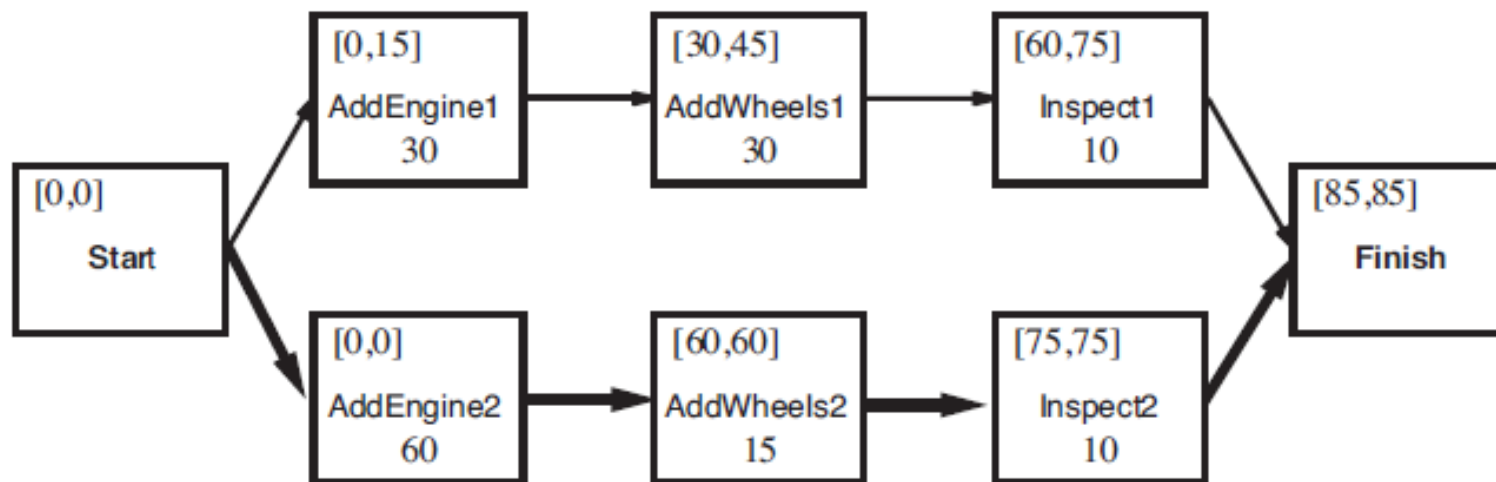 [0,15]
AddEngine1
30
[30,45]
AddWheels1
30
[60,75]
Inspect1
10
[0,0]
Start
[85,85]
Finish
[0,0]
AddEngine2
60
[60,60]
AddWheels2
15
[75,75]
Inspect2
10